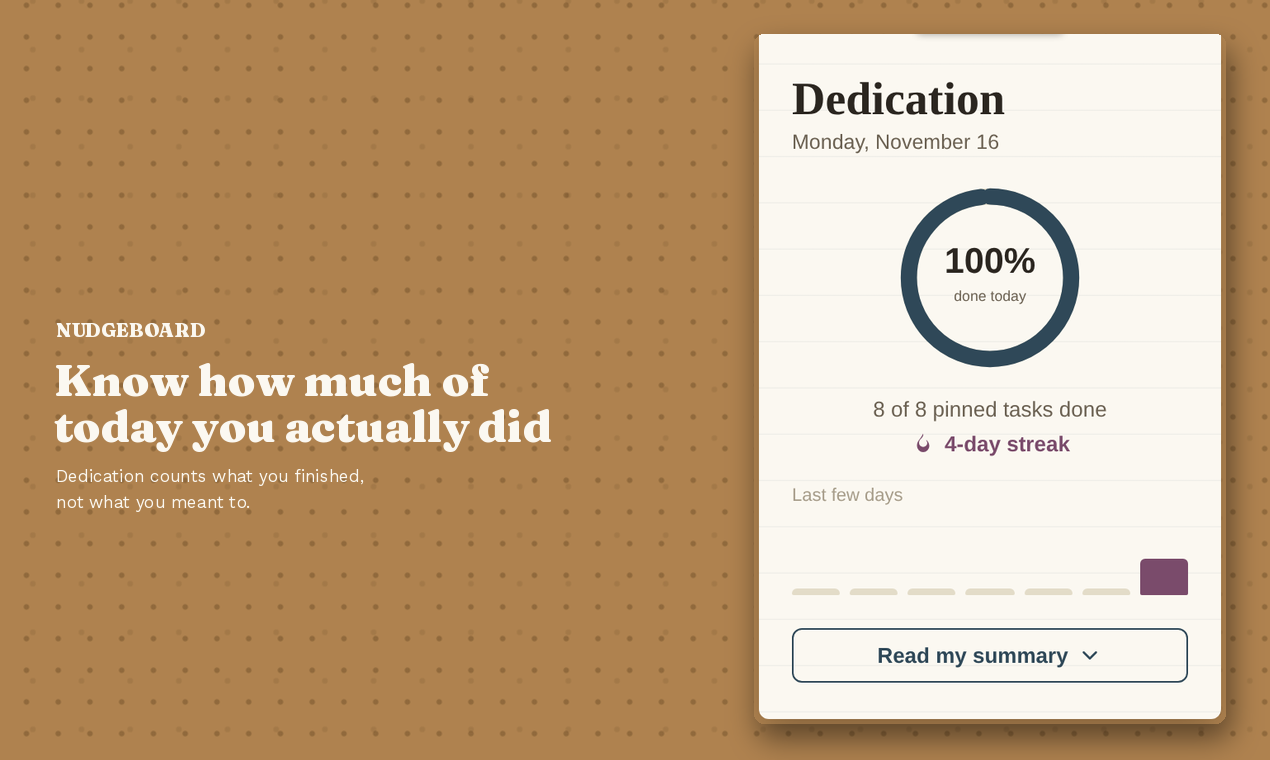 NUDGEBOARD
Know how much of
today you actually did
Dedication counts what you finished,
not what you meant to.
Dedication
Monday, November 16
100%
done today
8 of 8 pinned tasks done
4-day streak
Last few days
Read my summary